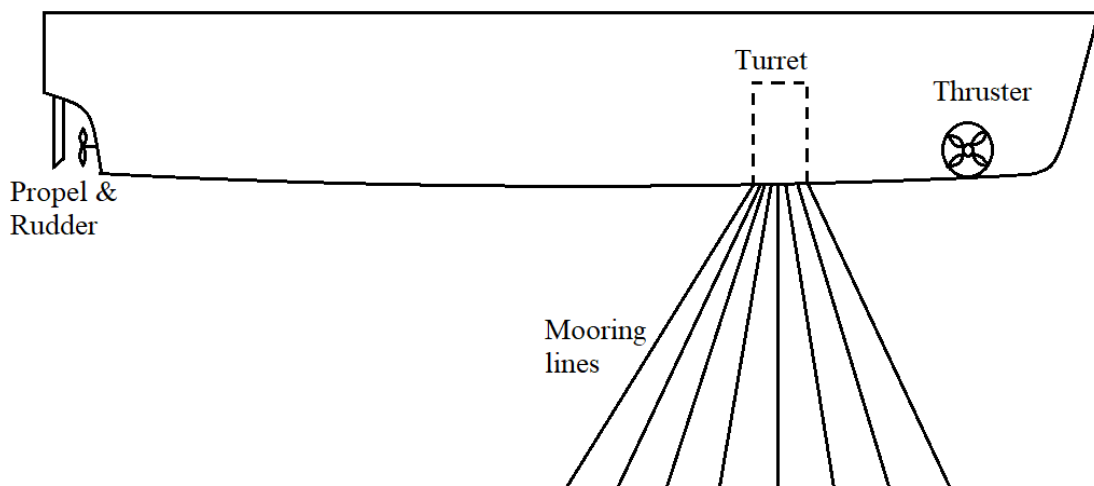 Turret
Thruster
Propel &
Rudder
Mooring
lines